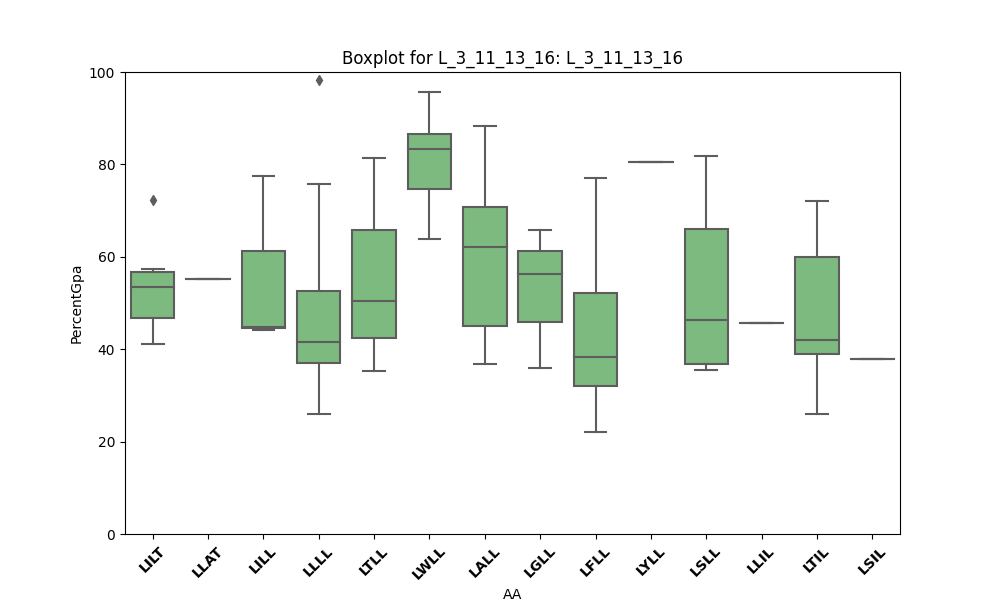 Boxplot for L_3_11_13_16: L_3_11_13_16
100
80
60
40
20
0
PercentGpa
LILT LLAT LILL LLLL LTLL LWLL LALL LGLL LFLL LYLL LSLL LLIL LTIL LSIL
AA